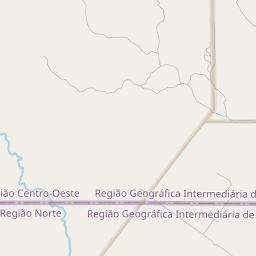 ião Centro-Oeste
Região Geográfica Intermediária d
Região Norte
Região Geográfica Intermediária de